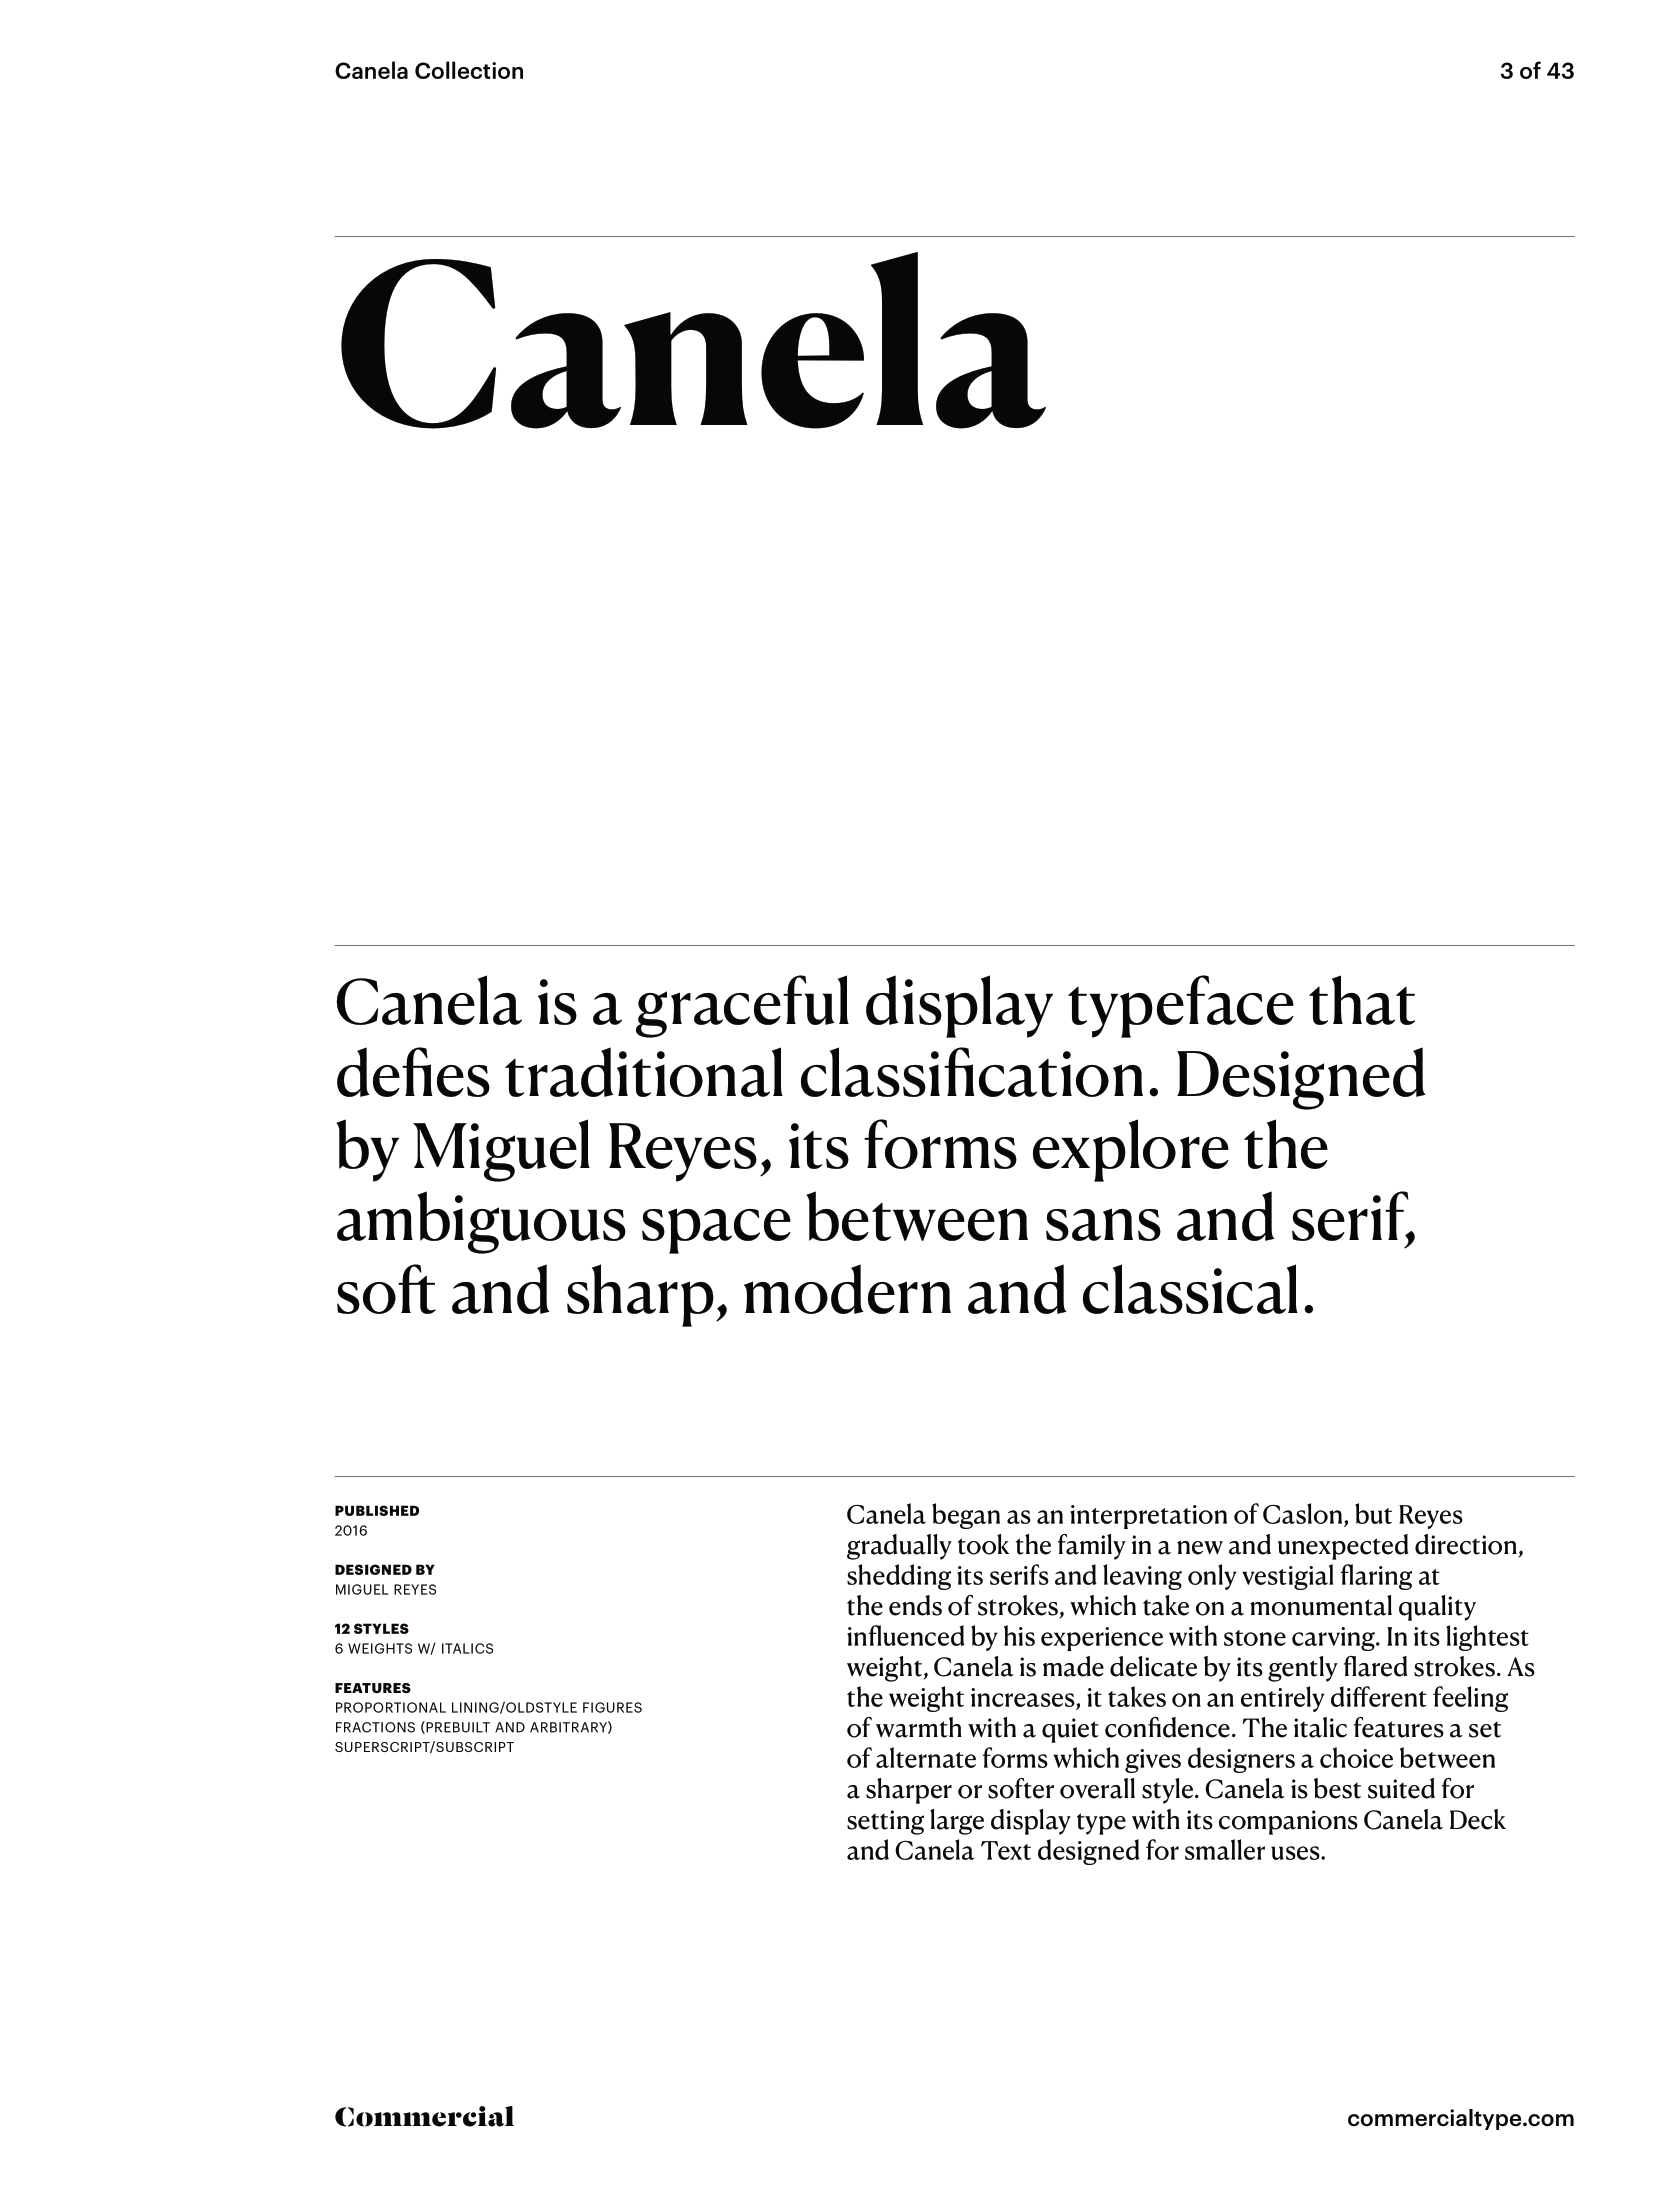 Canela Collection
3 of 43
Canela
Canela is a graceful display typeface that
defies traditional classification. Designed
by Miguel Reyes, its forms explore the
ambiguous space between sans and serif,
soft and sharp, modern and classical.
PUBLISHED
2016
DESIGNED BY
MIGUEL REYES
12 STYLES
6 WEIGHTS W/ ITALICS
FEATURES
PROPORTIONAL LINING/OLDSTYLE FIGURES
FRACTIONS (PREBUILT AND ARBITRARY)
SUPERSCRIPT/SUBSCRIPT
Canela began as an interpretation of Caslon, but Reyes
gradually took the family in a new and unexpected direction,
shedding its serifs and leaving only vestigial flaring at
the ends of strokes, which take on a monumental quality
influenced by his experience with stone carving. In its lightest
weight, Canela is made delicate by its gently flared strokes. As
the weight increases, it takes on an entirely different feeling
of warmth with a quiet confidence. The italic features a set
of alternate forms which gives designers a choice between
a sharper or softer overall style. Canela is best suited for
setting large display type with its companions Canela Deck
and Canela Text designed for smaller uses.
Commercial
commercialtype.com